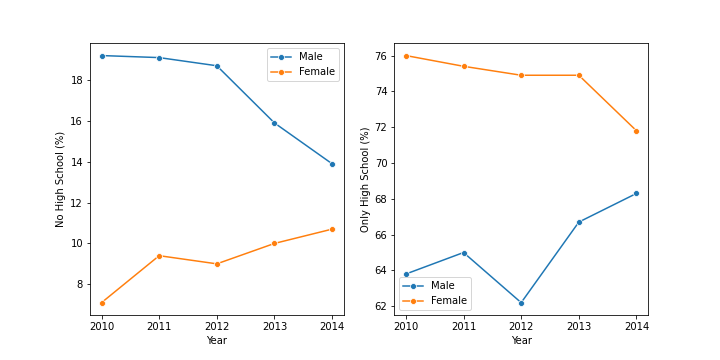 No High School (%)
18
16
14
12
10
8
2010 2011 2012 2013 2014
Year
Male
Female
Only High School (%)
76
74
72
70
68
66
64
62
2010 2011 2012 2013 2014
Year
Male
Female